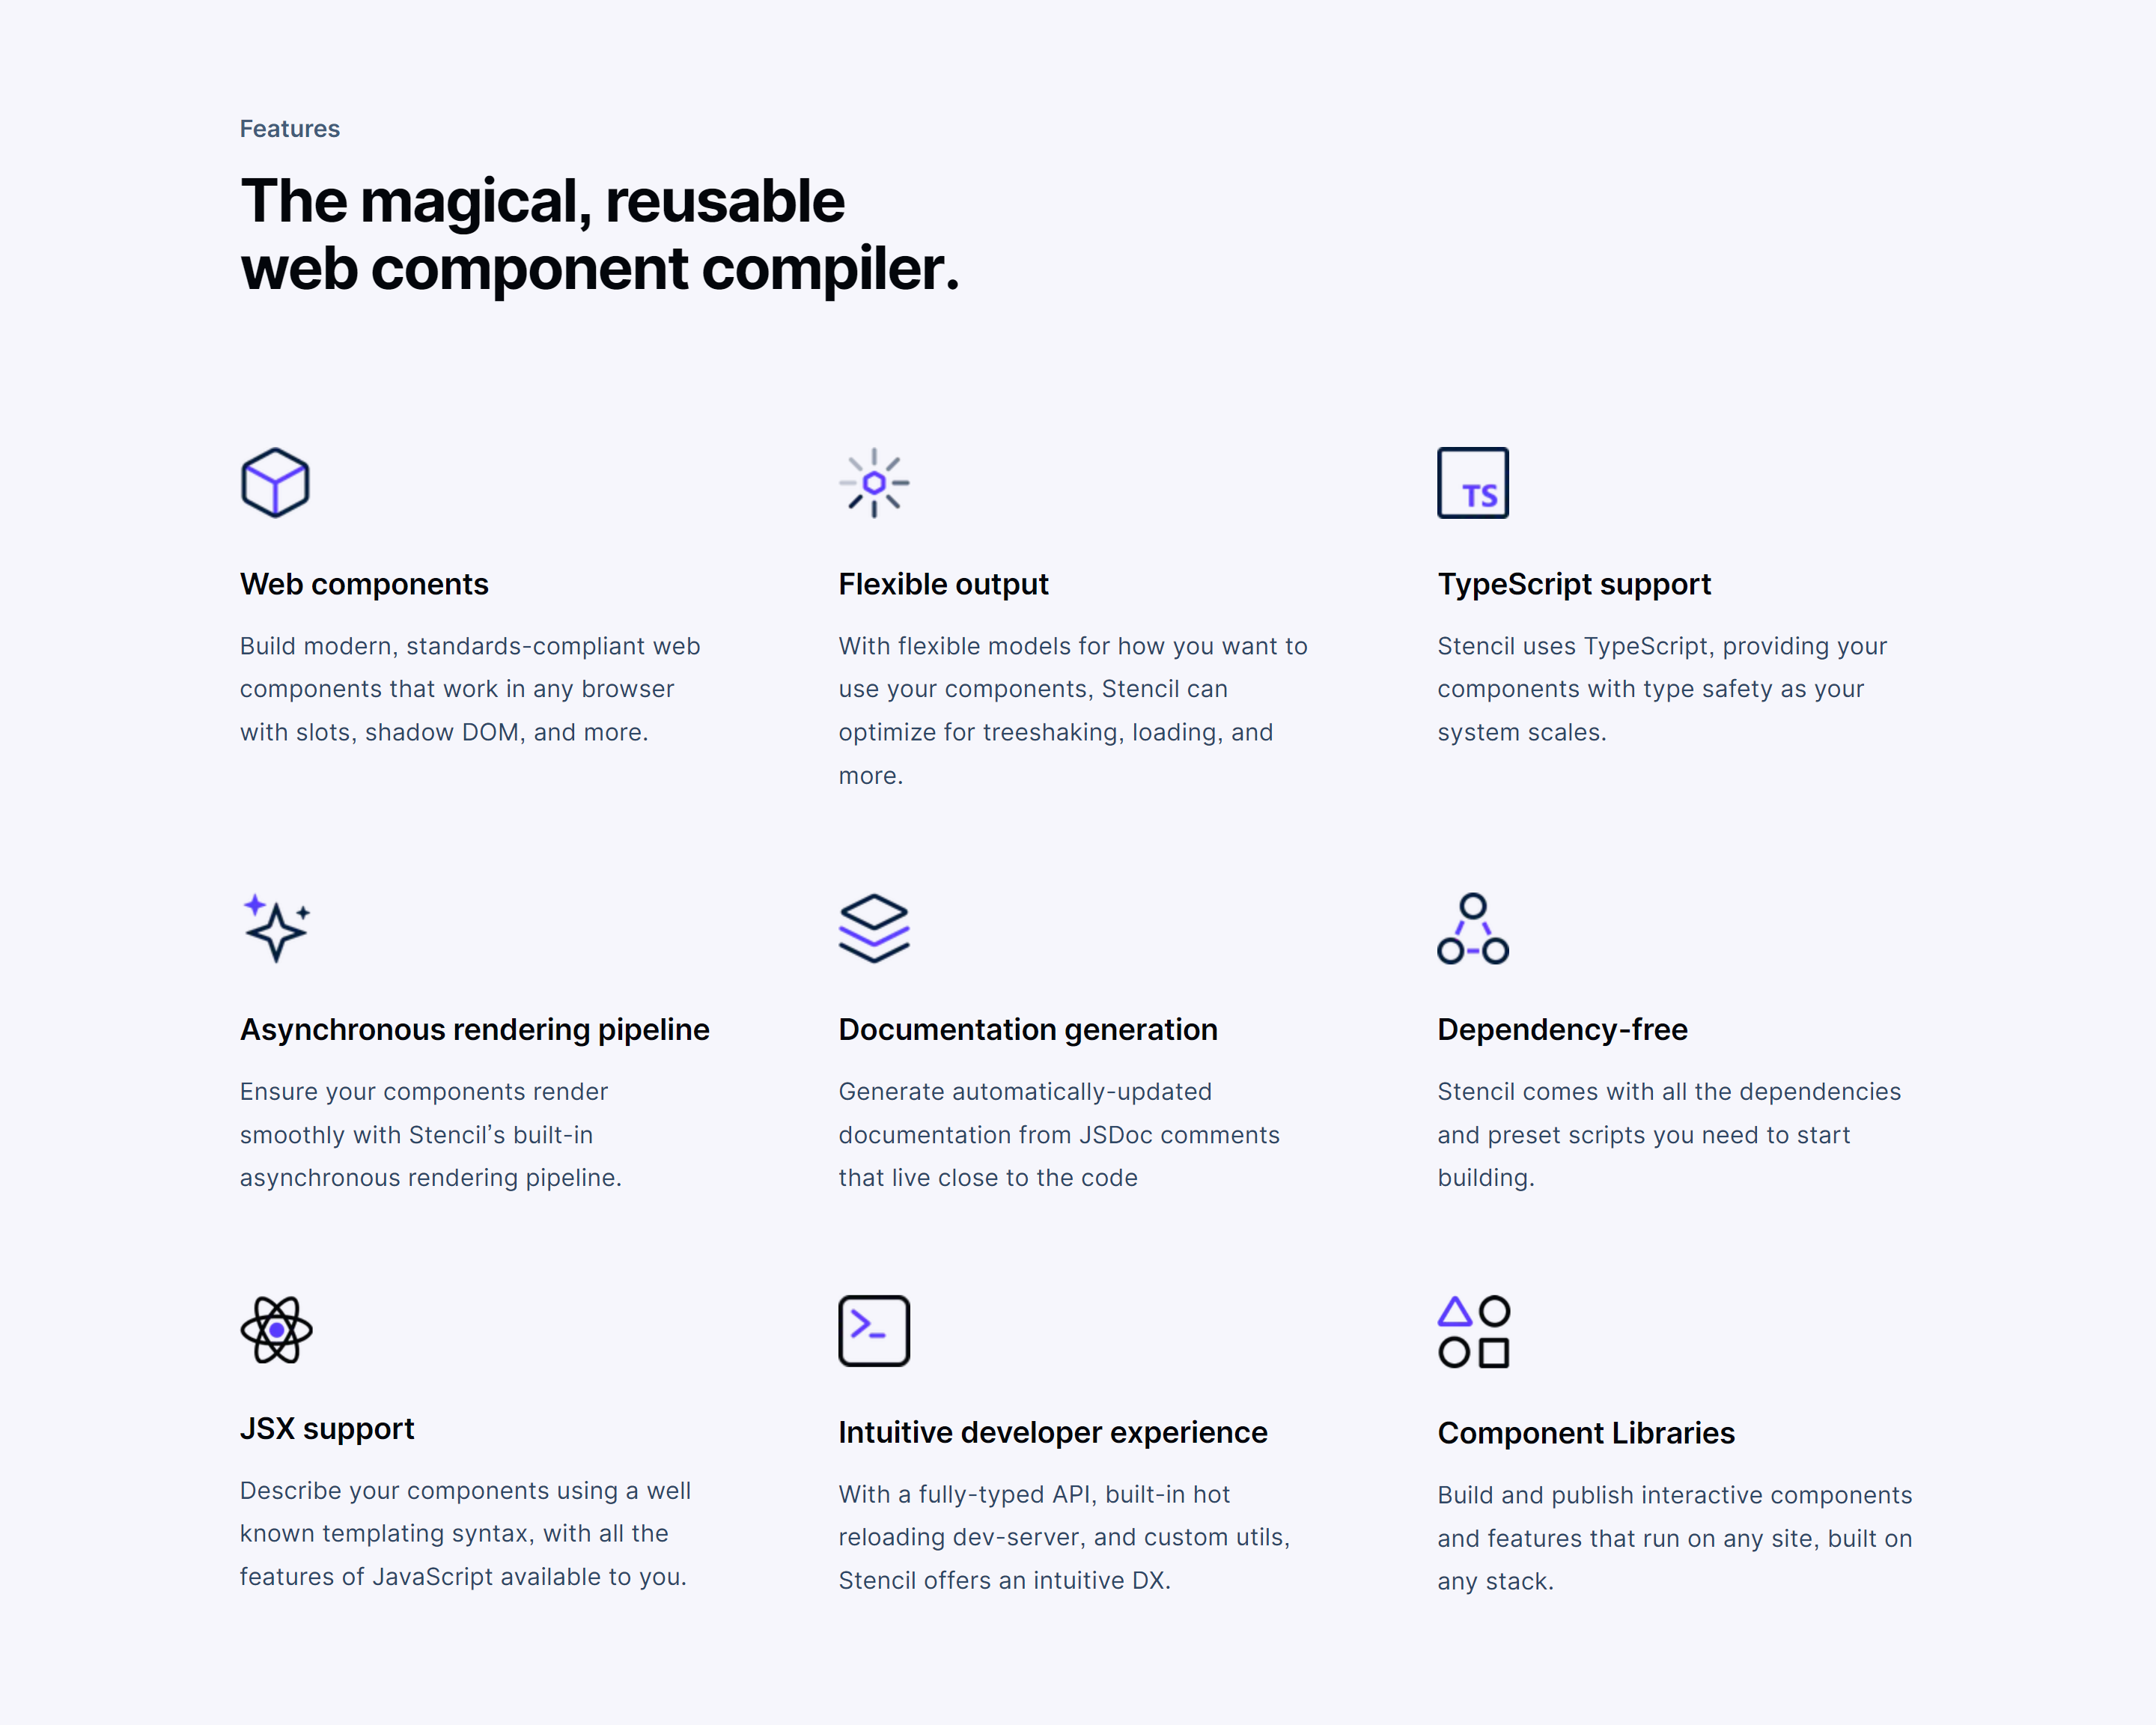 Features
The magical, reusable
web component compiler.
TS
Web components
Build modern, standards-compliant web
components that work in any browser
with slots, shadow DOM, and more.
Flexible output
With flexible models for how you want to
use your components, Stencil can
optimize for treeshaking, loading, and
more.
TypeScript support
Stencil uses TypeScript, providing your
components with type safety as your
system scales.
Asynchronous rendering pipeline
Ensure your components render
smoothly with Stencil’s built-in
asynchronous rendering pipeline.
Documentation generation
Generate automatically-updated
documentation from JSDoc comments
that live close to the code
Dependency-free
Stencil comes with all the dependencies
and preset scripts you need to start
building.
JSX support
Describe your components using a well
known templating syntax, with all the
features of JavaScript available to you.
Intuitive developer experience
With a fully-typed API, built-in hot
reloading dev-server, and custom utils,
Stencil offers an intuitive DX.
Component Libraries
Build and publish interactive components
and features that run on any site, built on
any stack.